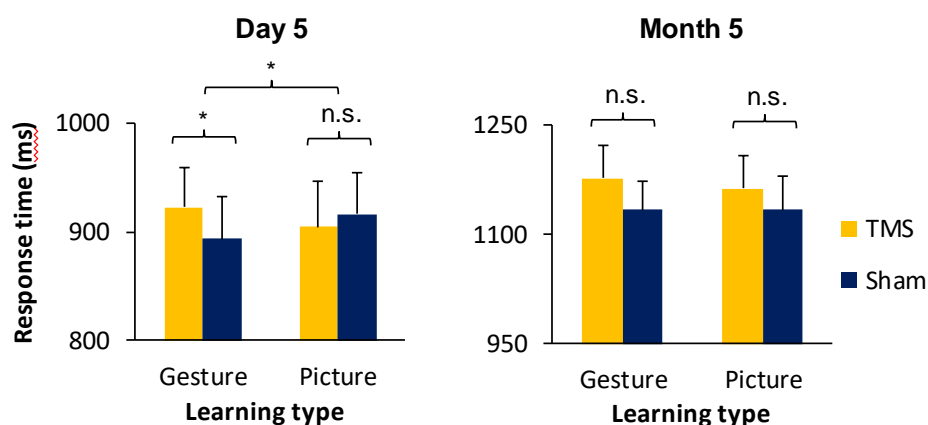 Day 5
Month 5
*
* n.s.
n.s. n.s.
Response time (ms)
1000
900
800
1250
1100
950
TMS
Sham
Gesture Picture
Learning type
Gesture Picture
Learning type